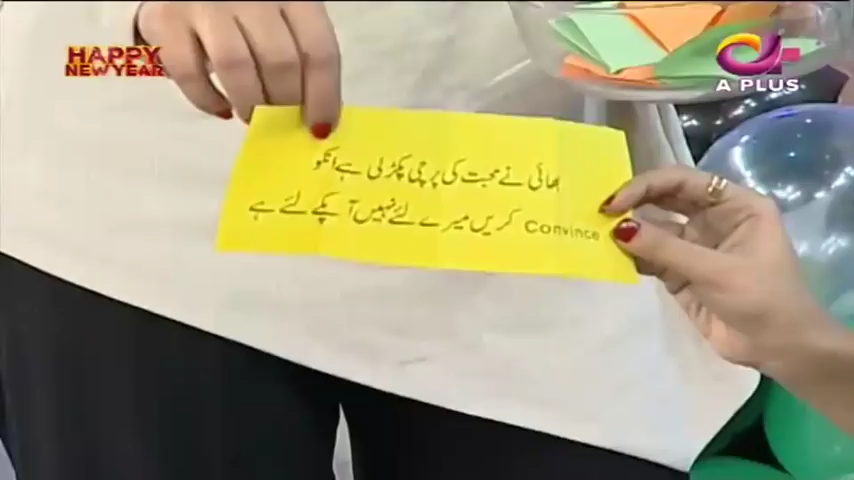 HAPPY
NEW YEAR
A PLUS
بھائی نے محبت کی پرچی پکڑ لی ہے انکو
Convince کریں میرے لئے نہیں آپکے لئے ہے